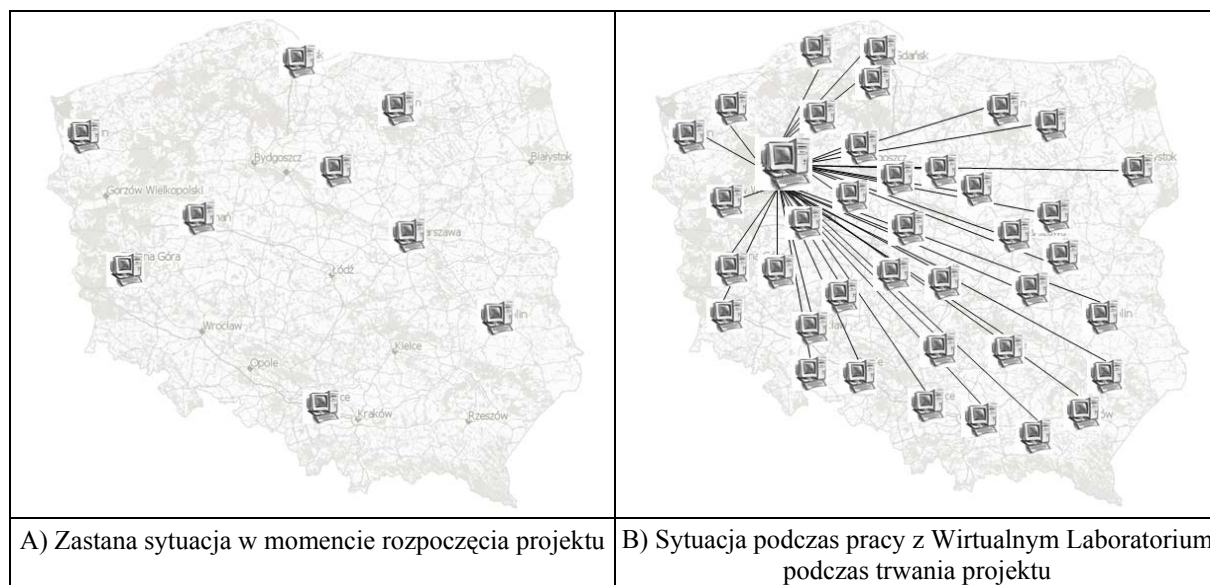 Bydgoszcz
Białystok
Gorzów Wielkopolski
Łódź
Wrocław
Kielce
Opole
Kraków
Rzeszów
Gdańsk
A) Zastana sytuacja w momencie rozpoczęcia projektu
B) Sytuacja podczas pracy z Wirtualnym Laboratorium
podczas trwania projektu